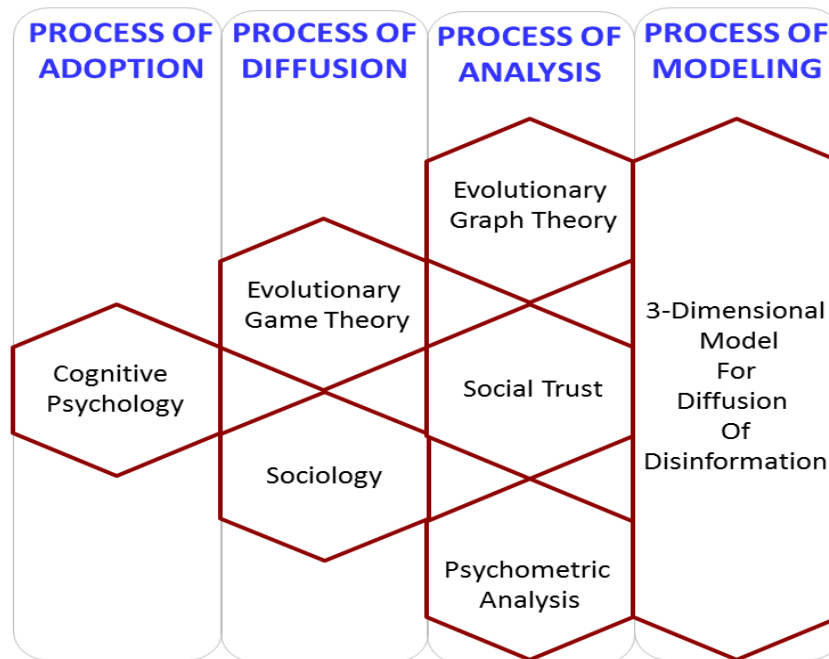 PROCESS OF
ADOPTION
PROCESS OF
DIFFUSION
PROCESS OF
ANALYSIS
PROCESS OF
MODELING
Cognitive
Psychology
Evolutionary
Game Theory
Sociology
Evolutionary
Graph Theory
Social Trust
Psychometric
Analysis
3-Dimensional
Model
For
Diffusion
Of
Disinformation